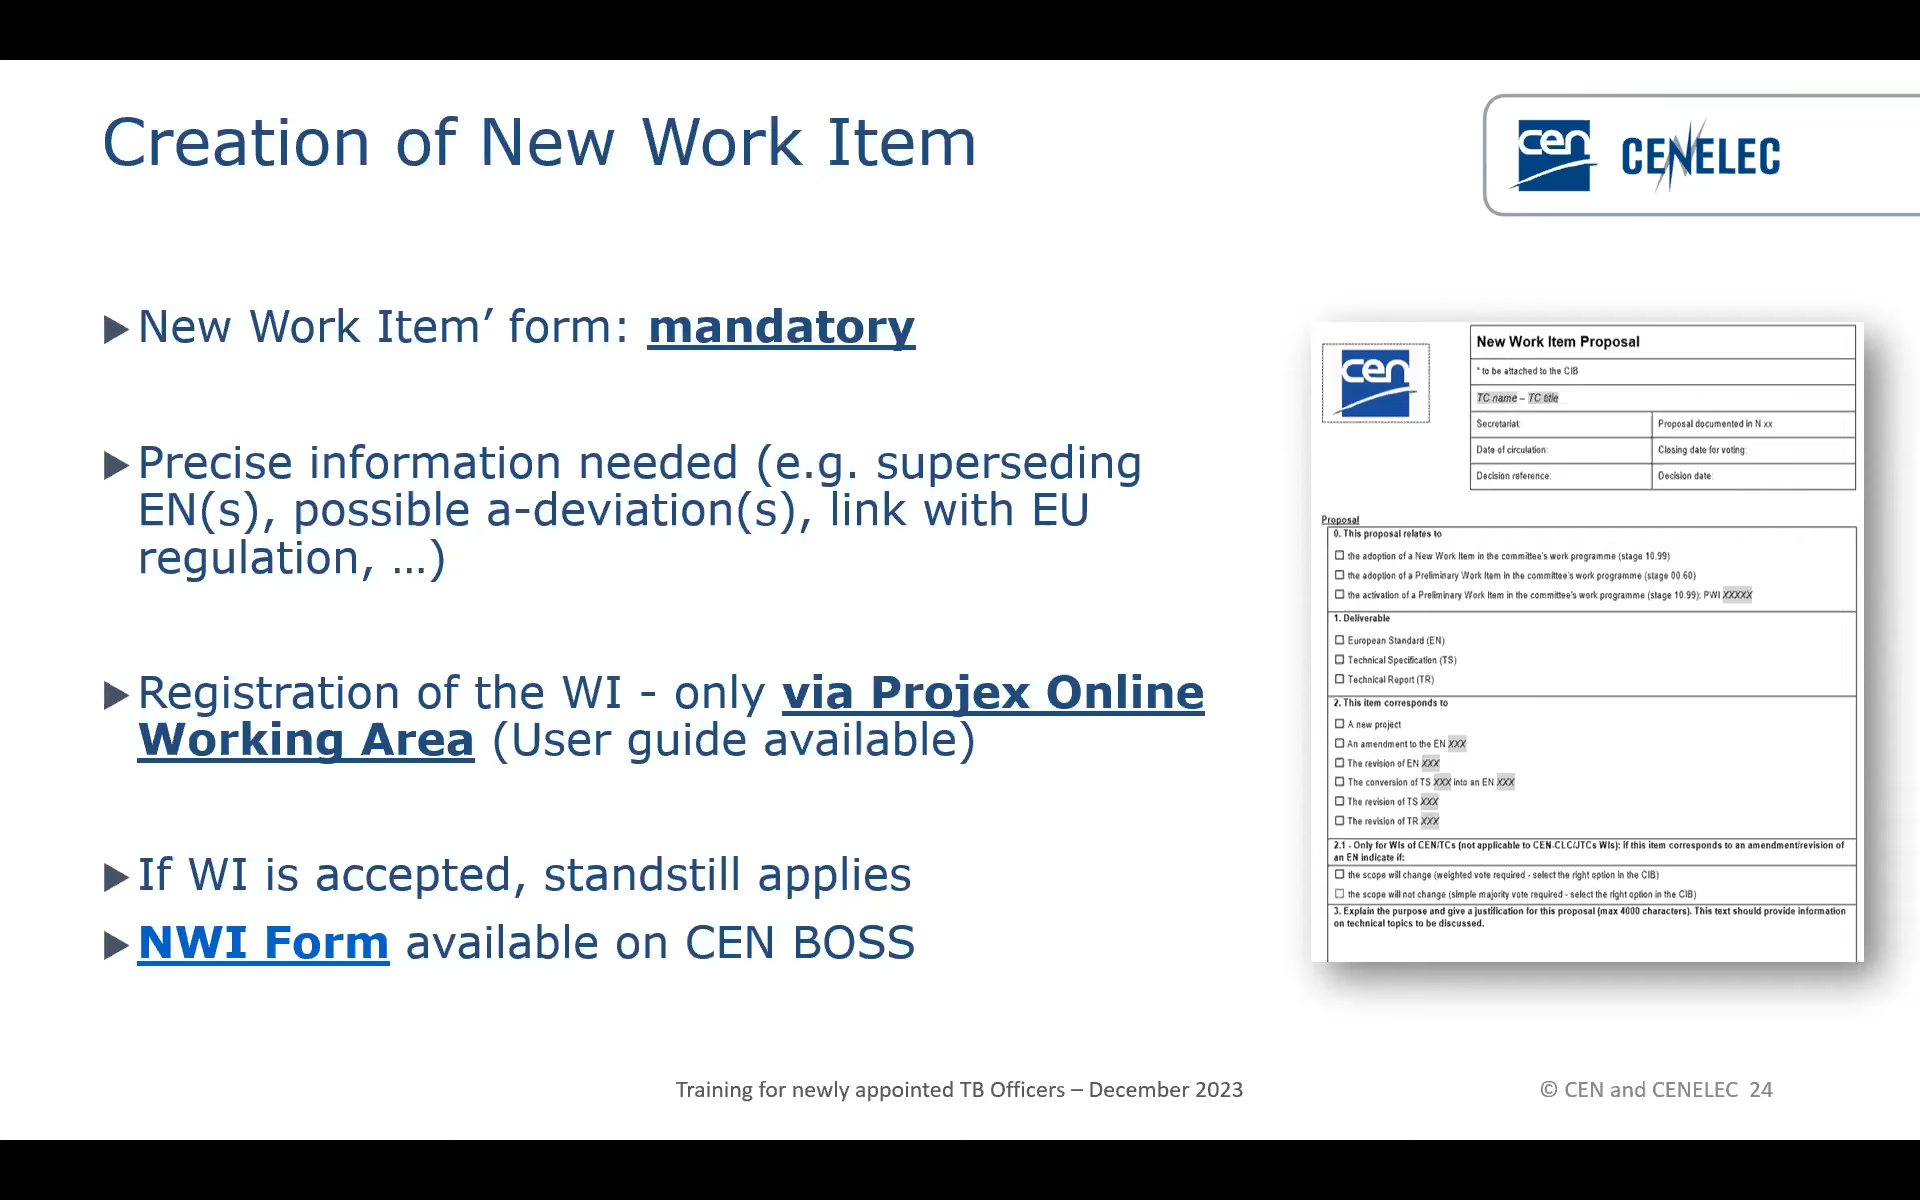 Creation of New Work Item
cen CENELEC
New Work Item’ form: mandatory
Precise information needed (e.g. superseding
EN(s), possible a-deviation(s), link with EU
regulation, ...)
Registration of the WI - only via Projex Online
Working Area (User guide available)
If WI is accepted, standstill applies
NWI Form available on CEN BOSS
cen
New Work Item Proposal
* to be attached to the CIB
TC name – TC title
Secretariat:
Proposal documented in N xx
Date of circulation:
Closing date for voting:
Decision reference:
Decision date:
Proposal
0. This proposal relates to
the adoption of a New Work Item in the committee's work programme (stage 10.99)
the adoption of a Preliminary Work Item in the committee's work programme (stage 00.60)
the activation of a Preliminary Work Item in the committee's work programme (stage 10.99): PWI XXXXX
1. Deliverable
European Standard (EN)
Technical Specification (TS)
Technical Report (TR)
2. This item corresponds to
A new project
An amendment to the EN XXX
The revision of EN XXX
The conversion of TS XXX into an EN XXX
The revision of TS XXX
The revision of TR XXX
2.1 - Only for WIs of CEN/TCs (not applicable to CEN-CLC/JTCs WIs): if this item corresponds to an amendment/revision of
an EN indicate if:
the scope will change (weighted vote required - select the right option in the CIB)
the scope will not change (simple majority vote required - select the right option in the CIB)
3. Explain the purpose and give a justification for this proposal (max 4000 characters). This text should provide information
on technical topics to be discussed.
Training for newly appointed TB Officers – December 2023
© CEN and CENELEC 24